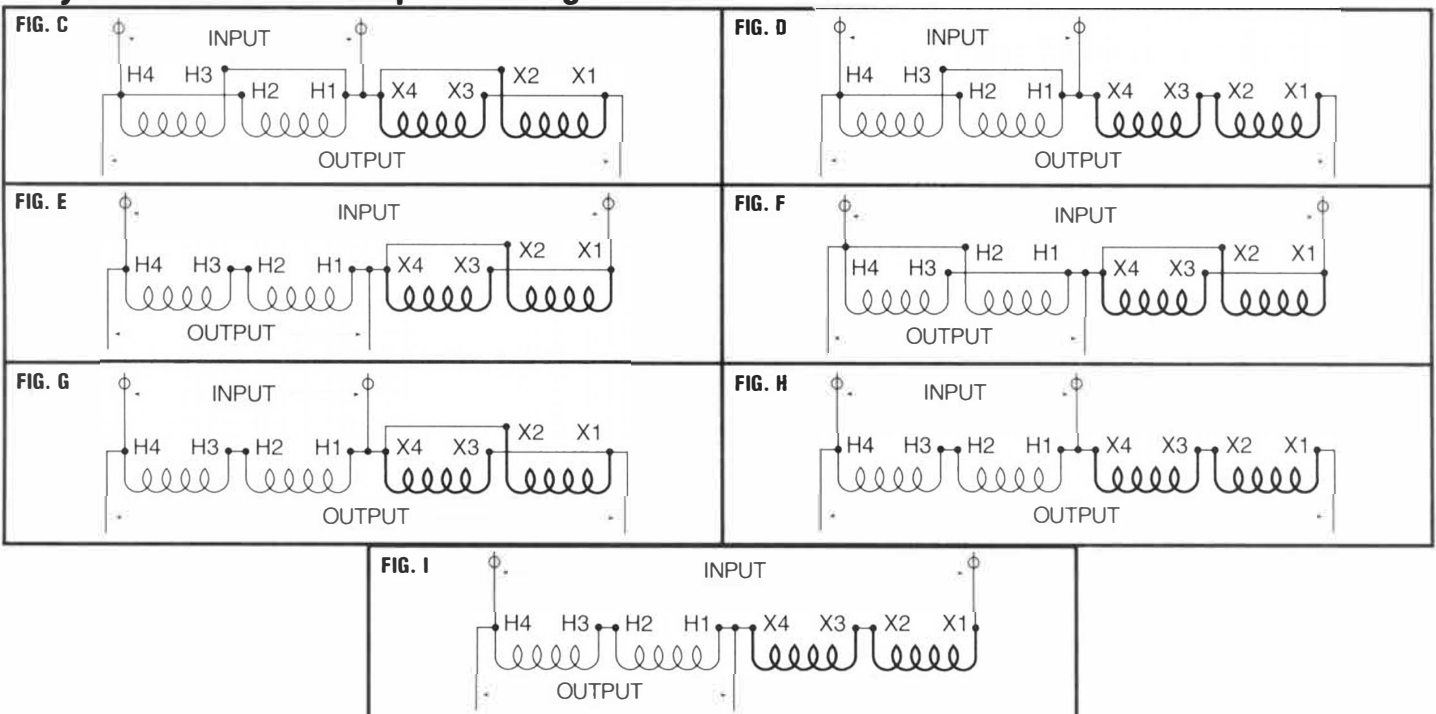 FIG. C
INPUT
H4 H3 H2 H1 X4 X3 X2 X1
OUTPUT
FIG. D
INPUT
H4 H3 H2 H1 X4 X3 X2 X1
OUTPUT
FIG. E
INPUT
H4 H3 H2 H1 X4 X3 X2 X1
OUTPUT
FIG. F
INPUT
H4 H3 H2 H1 X4 X3 X2 X1
OUTPUT
FIG. G
INPUT
H4 H3 H2 H1 X4 X3 X2 X1
OUTPUT
FIG. H
INPUT
H4 H3 H2 H1 X4 X3 X2 X1
OUTPUT
FIG. I
INPUT
H4 H3 H2 H1 X4 X3 X2 X1
OUTPUT